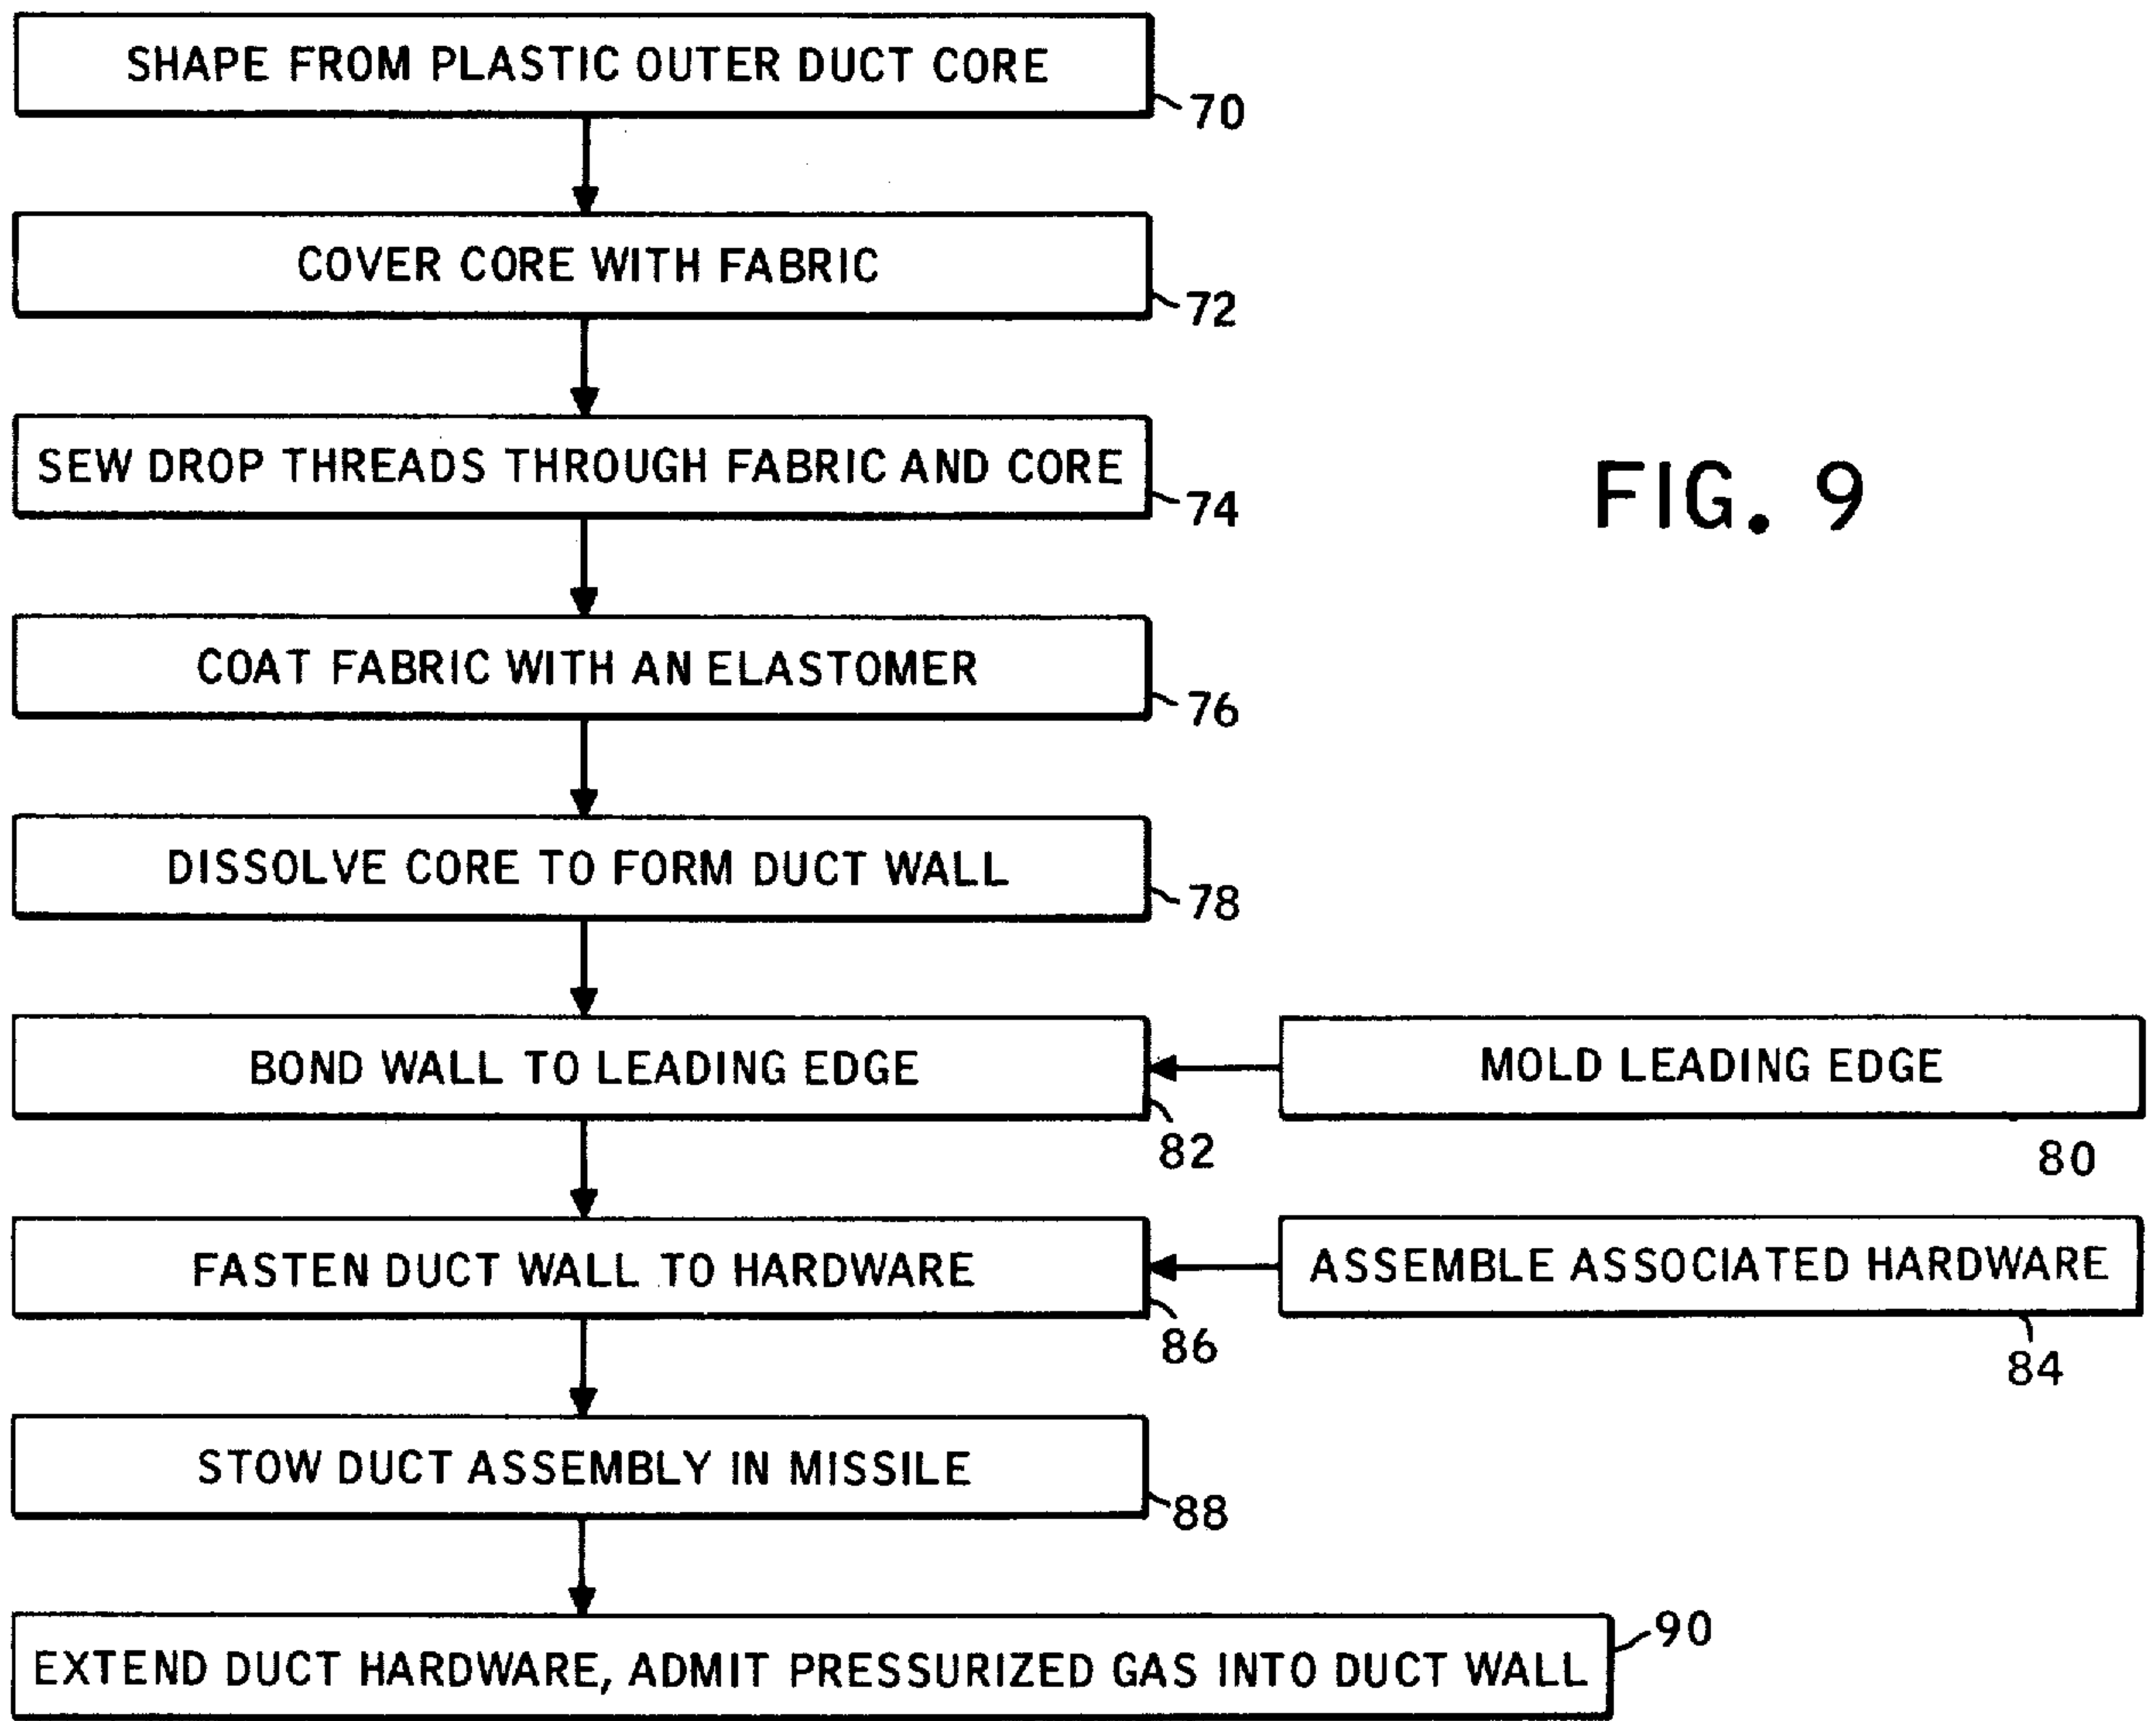 SHAPE FROM PLASTIC OUTER DUCT CORE
70
COVER CORE WITH FABRIC
72
SEW DROP THREADS THROUGH FABRIC AND CORE
74
FIG. 9
COAT FABRIC WITH AN ELASTOMER
76
DISSOLVE CORE TO FORM DUCT WALL
78
BOND WALL TO LEADING EDGE
82
MOLD LEADING EDGE
80
FASTEN DUCT WALL TO HARDWARE
86
ASSEMBLE ASSOCIATED HARDWARE
84
STOW DUCT ASSEMBLY IN MISSILE
88
EXTEND DUCT HARDWARE, ADMIT PRESSURIZED GAS INTO DUCT WALL
90